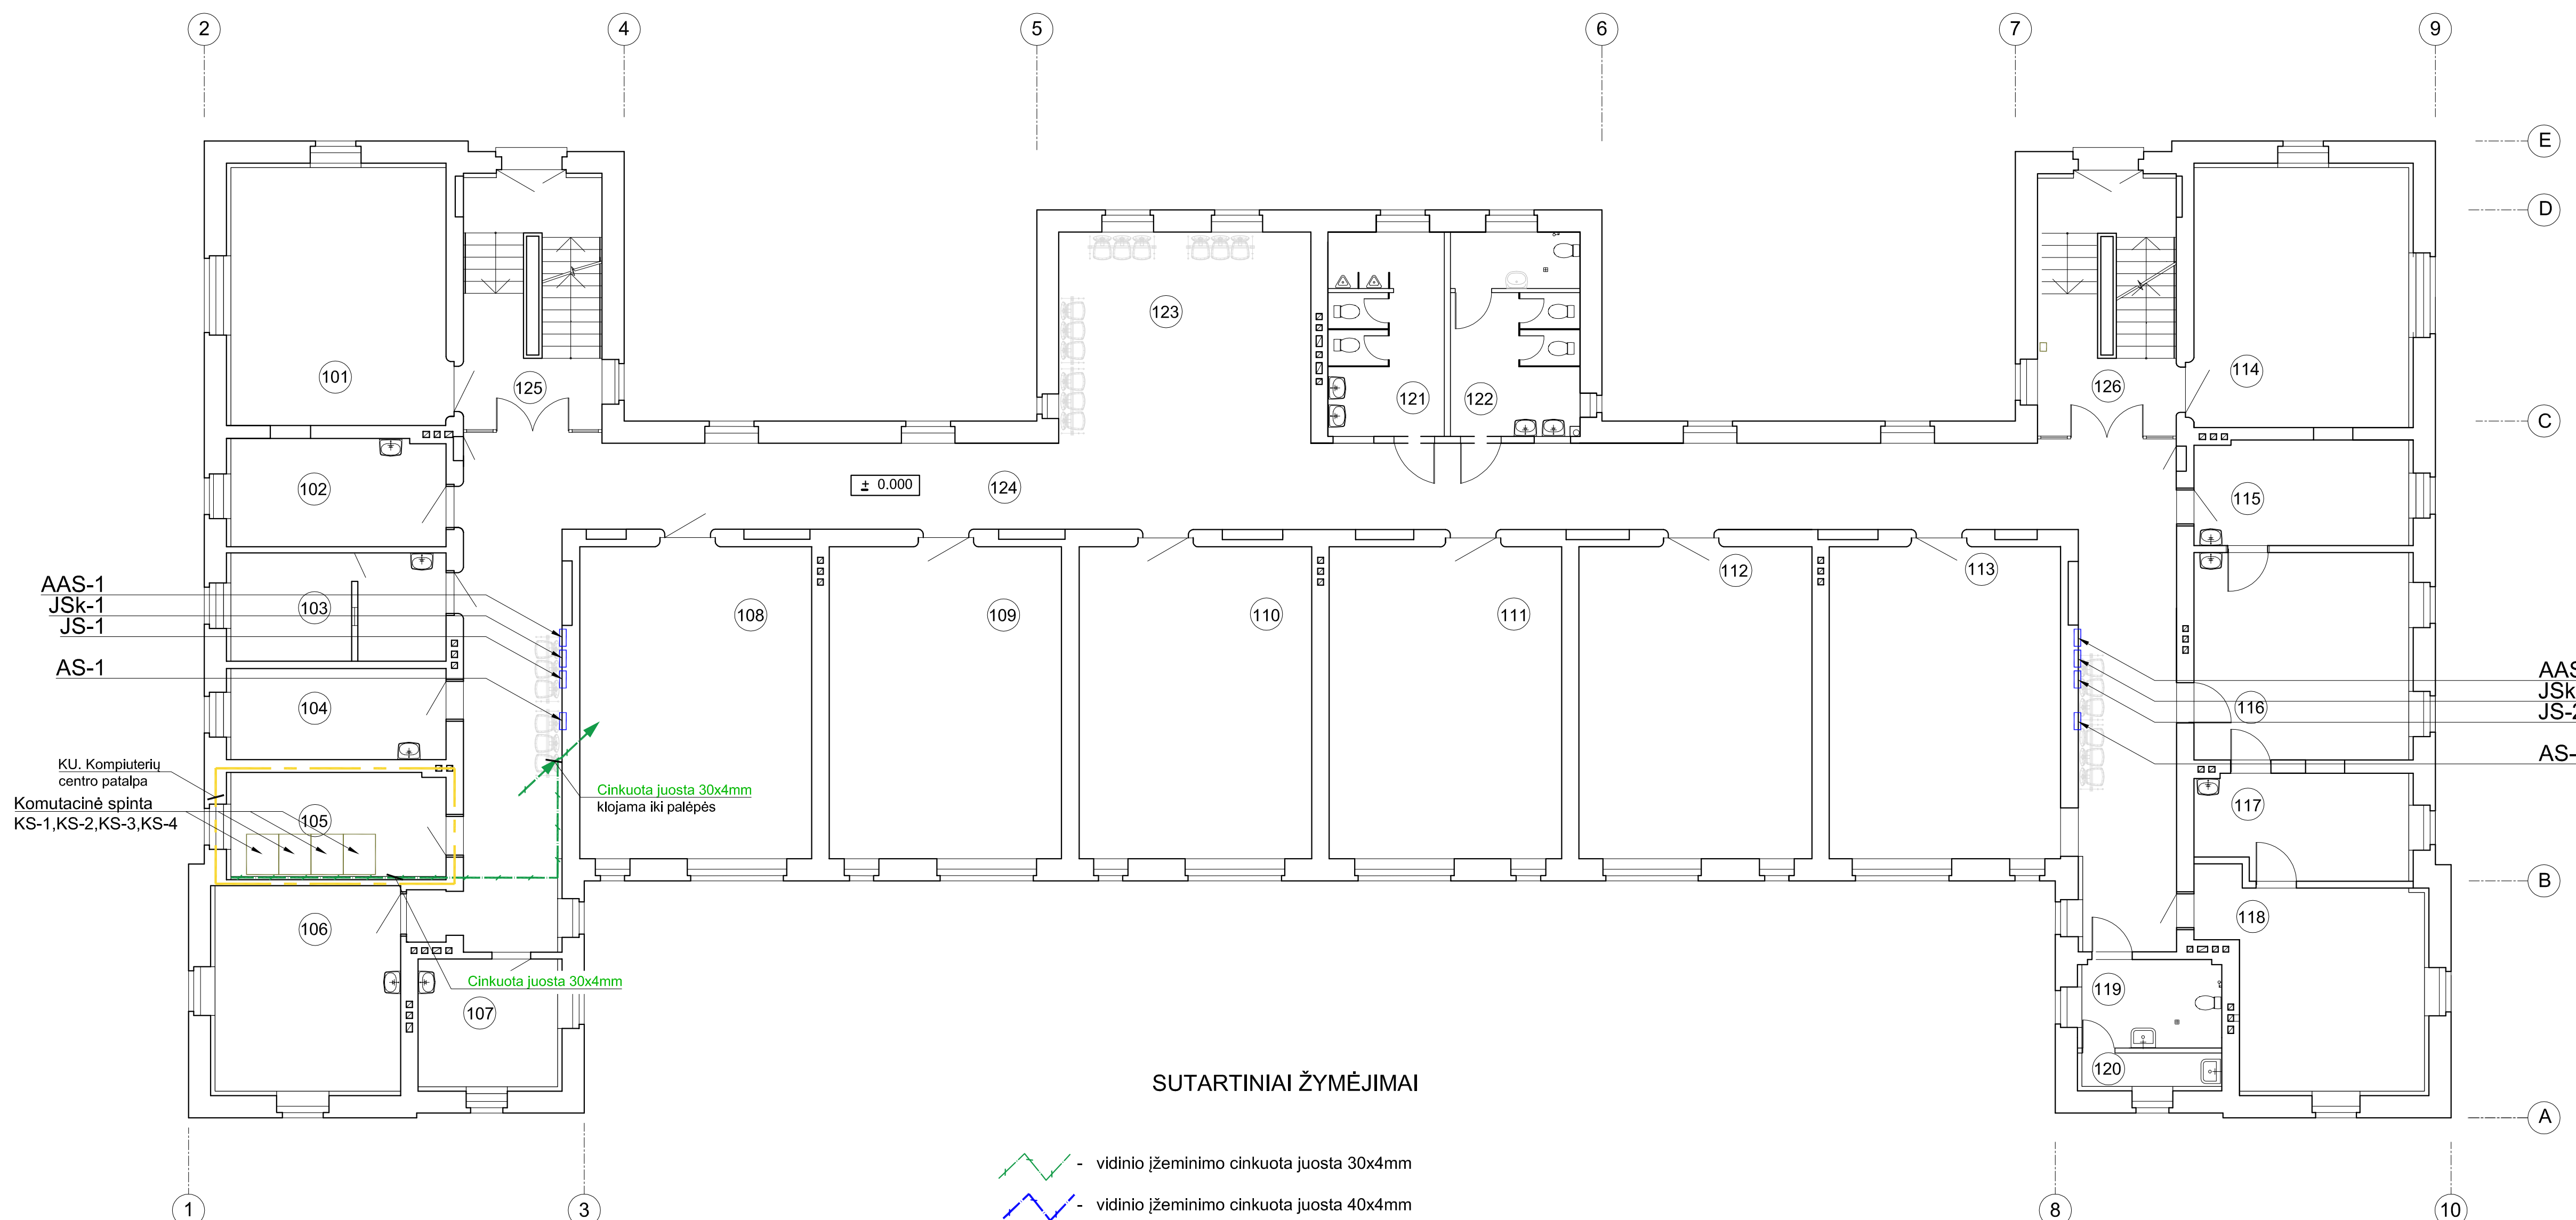 2
4
5
6
7
9
E
D
123
101
125
126
114
121
122
C
102
± 0.000
124
115
AAS-1
JSk-1
JS-1
AS-1
103
108
109
110
111
112
113
104
116
JS-2
KU. Kompiuterių
centro patalpa
Komutacinė spinta
KS-1,KS-2,KS-3,KS-4
105
Cinkuota juosta 30x4mm
klojama iki palėpės
117
B
106
118
Cinkuota juosta 30x4mm
107
119
120
SUTARTINIAI ŽYMĖJIMAI
A
- vidinio įžeminimo cinkuota juosta 30x4mm
- vidinio įžeminimo cinkuota juosta 40x4mm
1
3
8
10